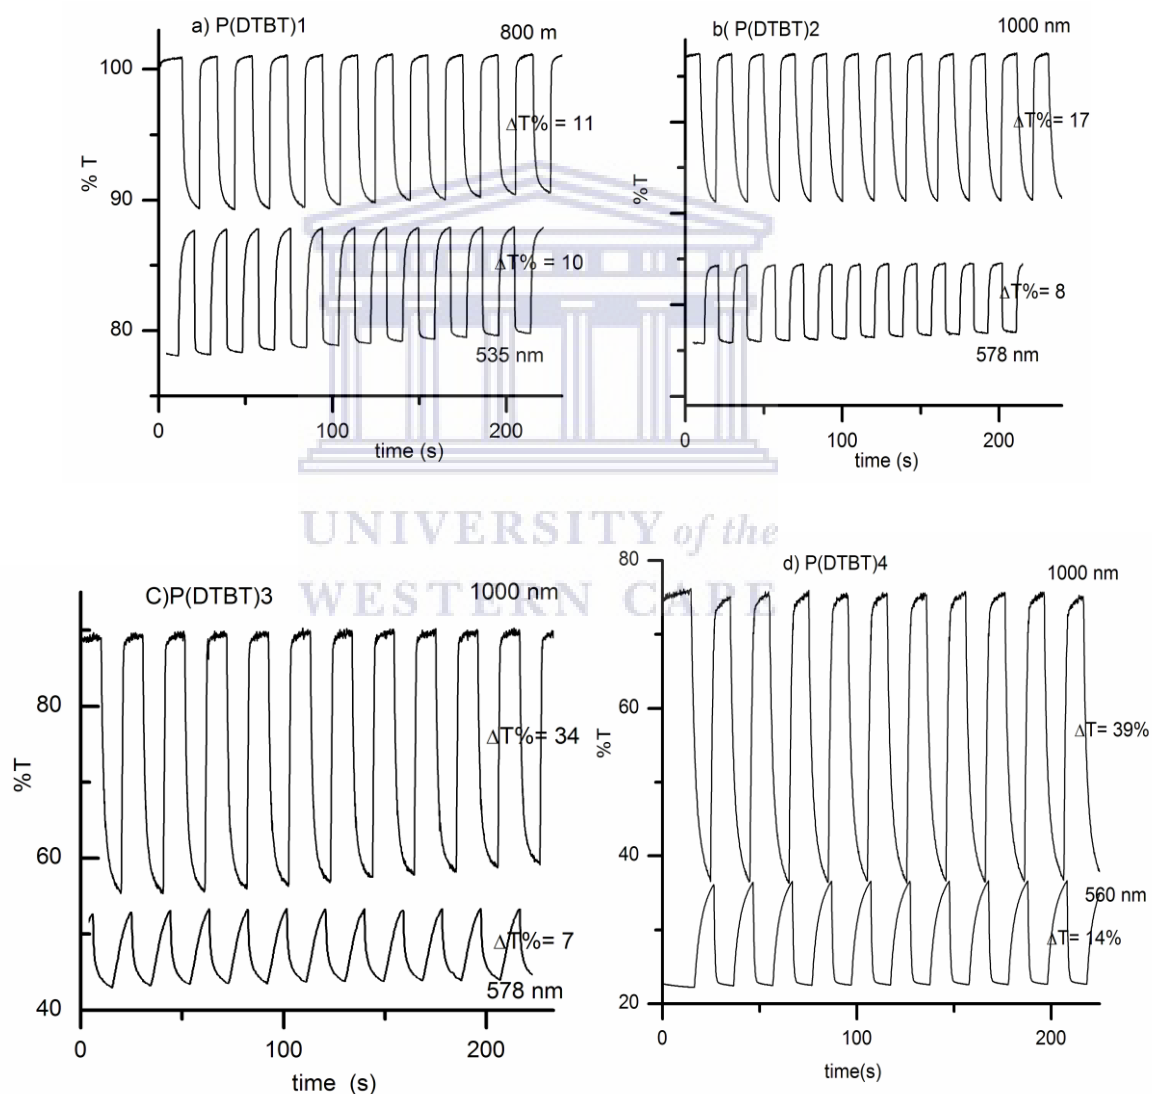 a) P(DTBT)1
800 m
100
90
80
% T
ΔT% = 11
ΔT% = 10
535 nm
0
100
200
time (s)
b( P(DTBT)2
1000 nm
%T
ΔT%= 17
ΔT%= 8
578 nm
0
100
200
time (s)
UNIVERSITY of the
WESTERN CAPE
C)P(DTBT)3
1000 nm
80
60
40
%T
ΔT%= 34
ΔT%= 7
578 nm
0
100
200
time (s)
d) P(DTBT)4
1000 nm
80
60
40
20
%T
ΔT= 39%
560 nm
ΔT= 14%
0
100
200
time(s)